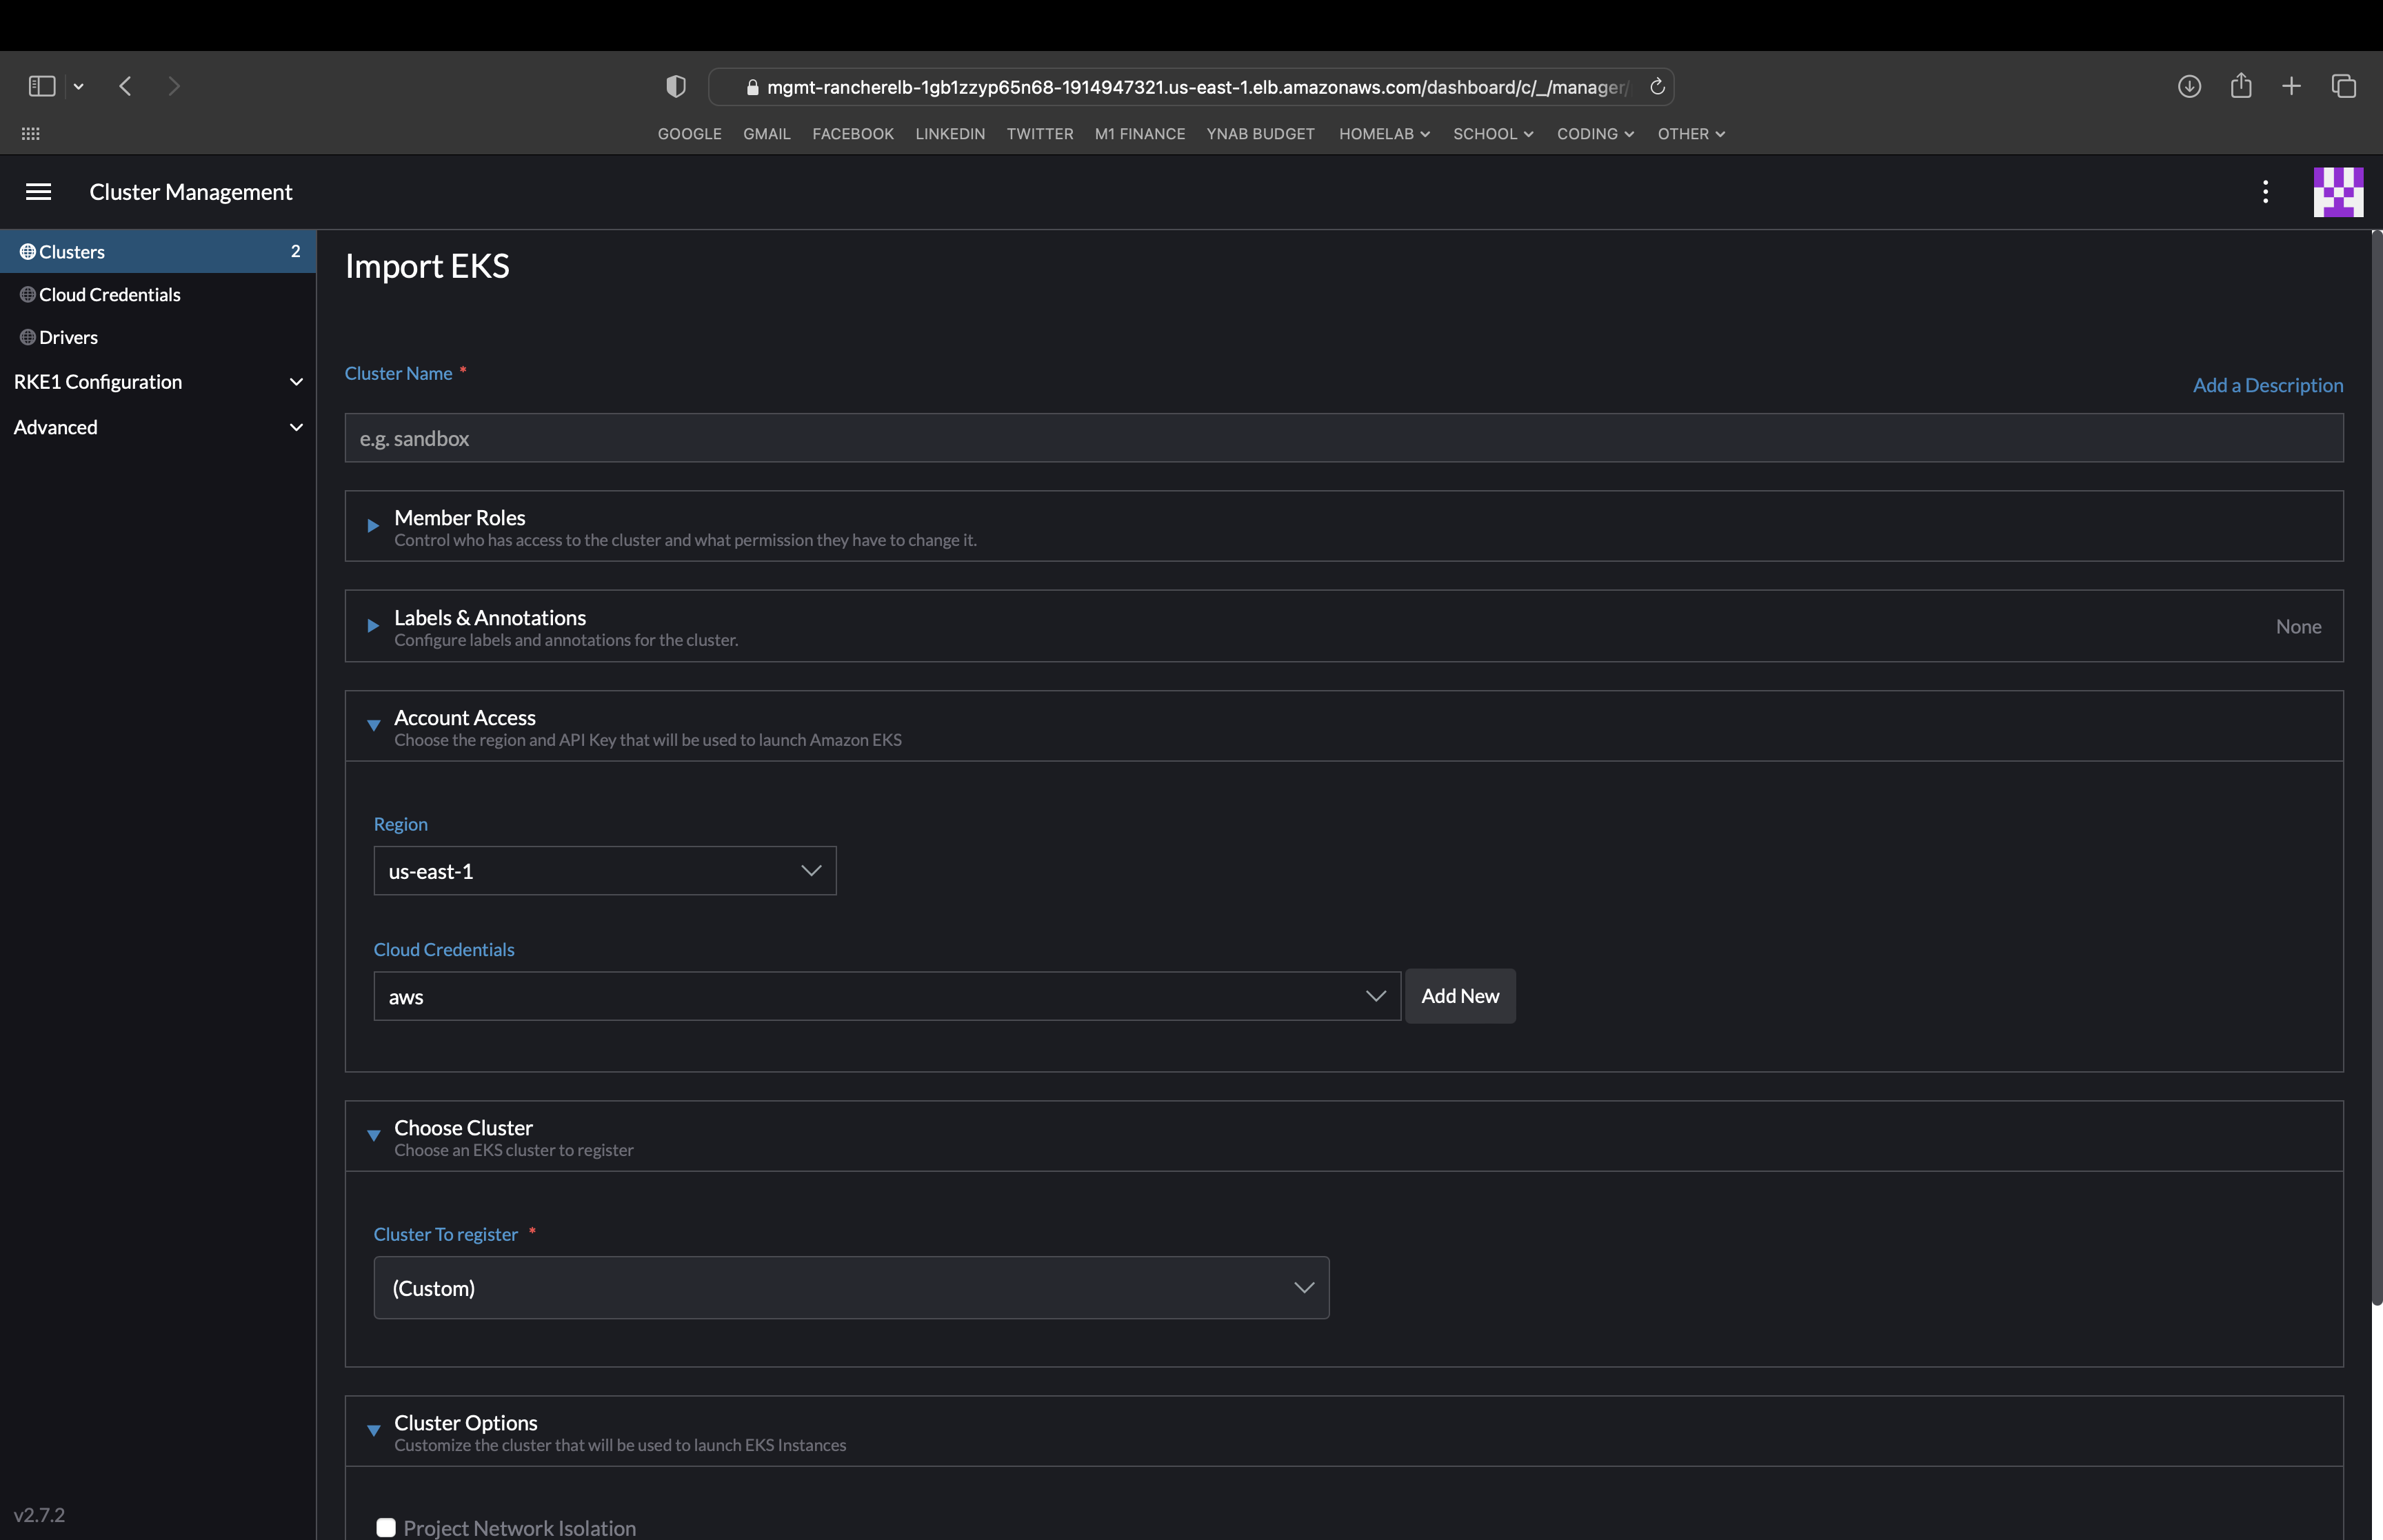 mgmt-rancherelb-1gb1zzyp65n68-1914947321.us-east-1.elb.amazonaws.com/dashboard/c/_/manager/
GOOGLE GMAIL FACEBOOK LINKEDIN TWITTER M1 FINANCE YNAB BUDGET HOMELAB SCHOOL CODING OTHER
Cluster Management
Clusters 2
Cloud Credentials
Drivers
RKE1 Configuration
Advanced
Import EKS
Cluster Name *
Add a Description
e.g. sandbox
Member Roles
Control who has access to the cluster and what permission they have to change it.
Labels & Annotations
Configure labels and annotations for the cluster.
None
Account Access
Choose the region and API Key that will be used to launch Amazon EKS
Region
us-east-1
Cloud Credentials
aws
Add New
Choose Cluster
Choose an EKS cluster to register
Cluster To register *
(Custom)
Cluster Options
Customize the cluster that will be used to launch EKS Instances
Project Network Isolation
v2.7.2